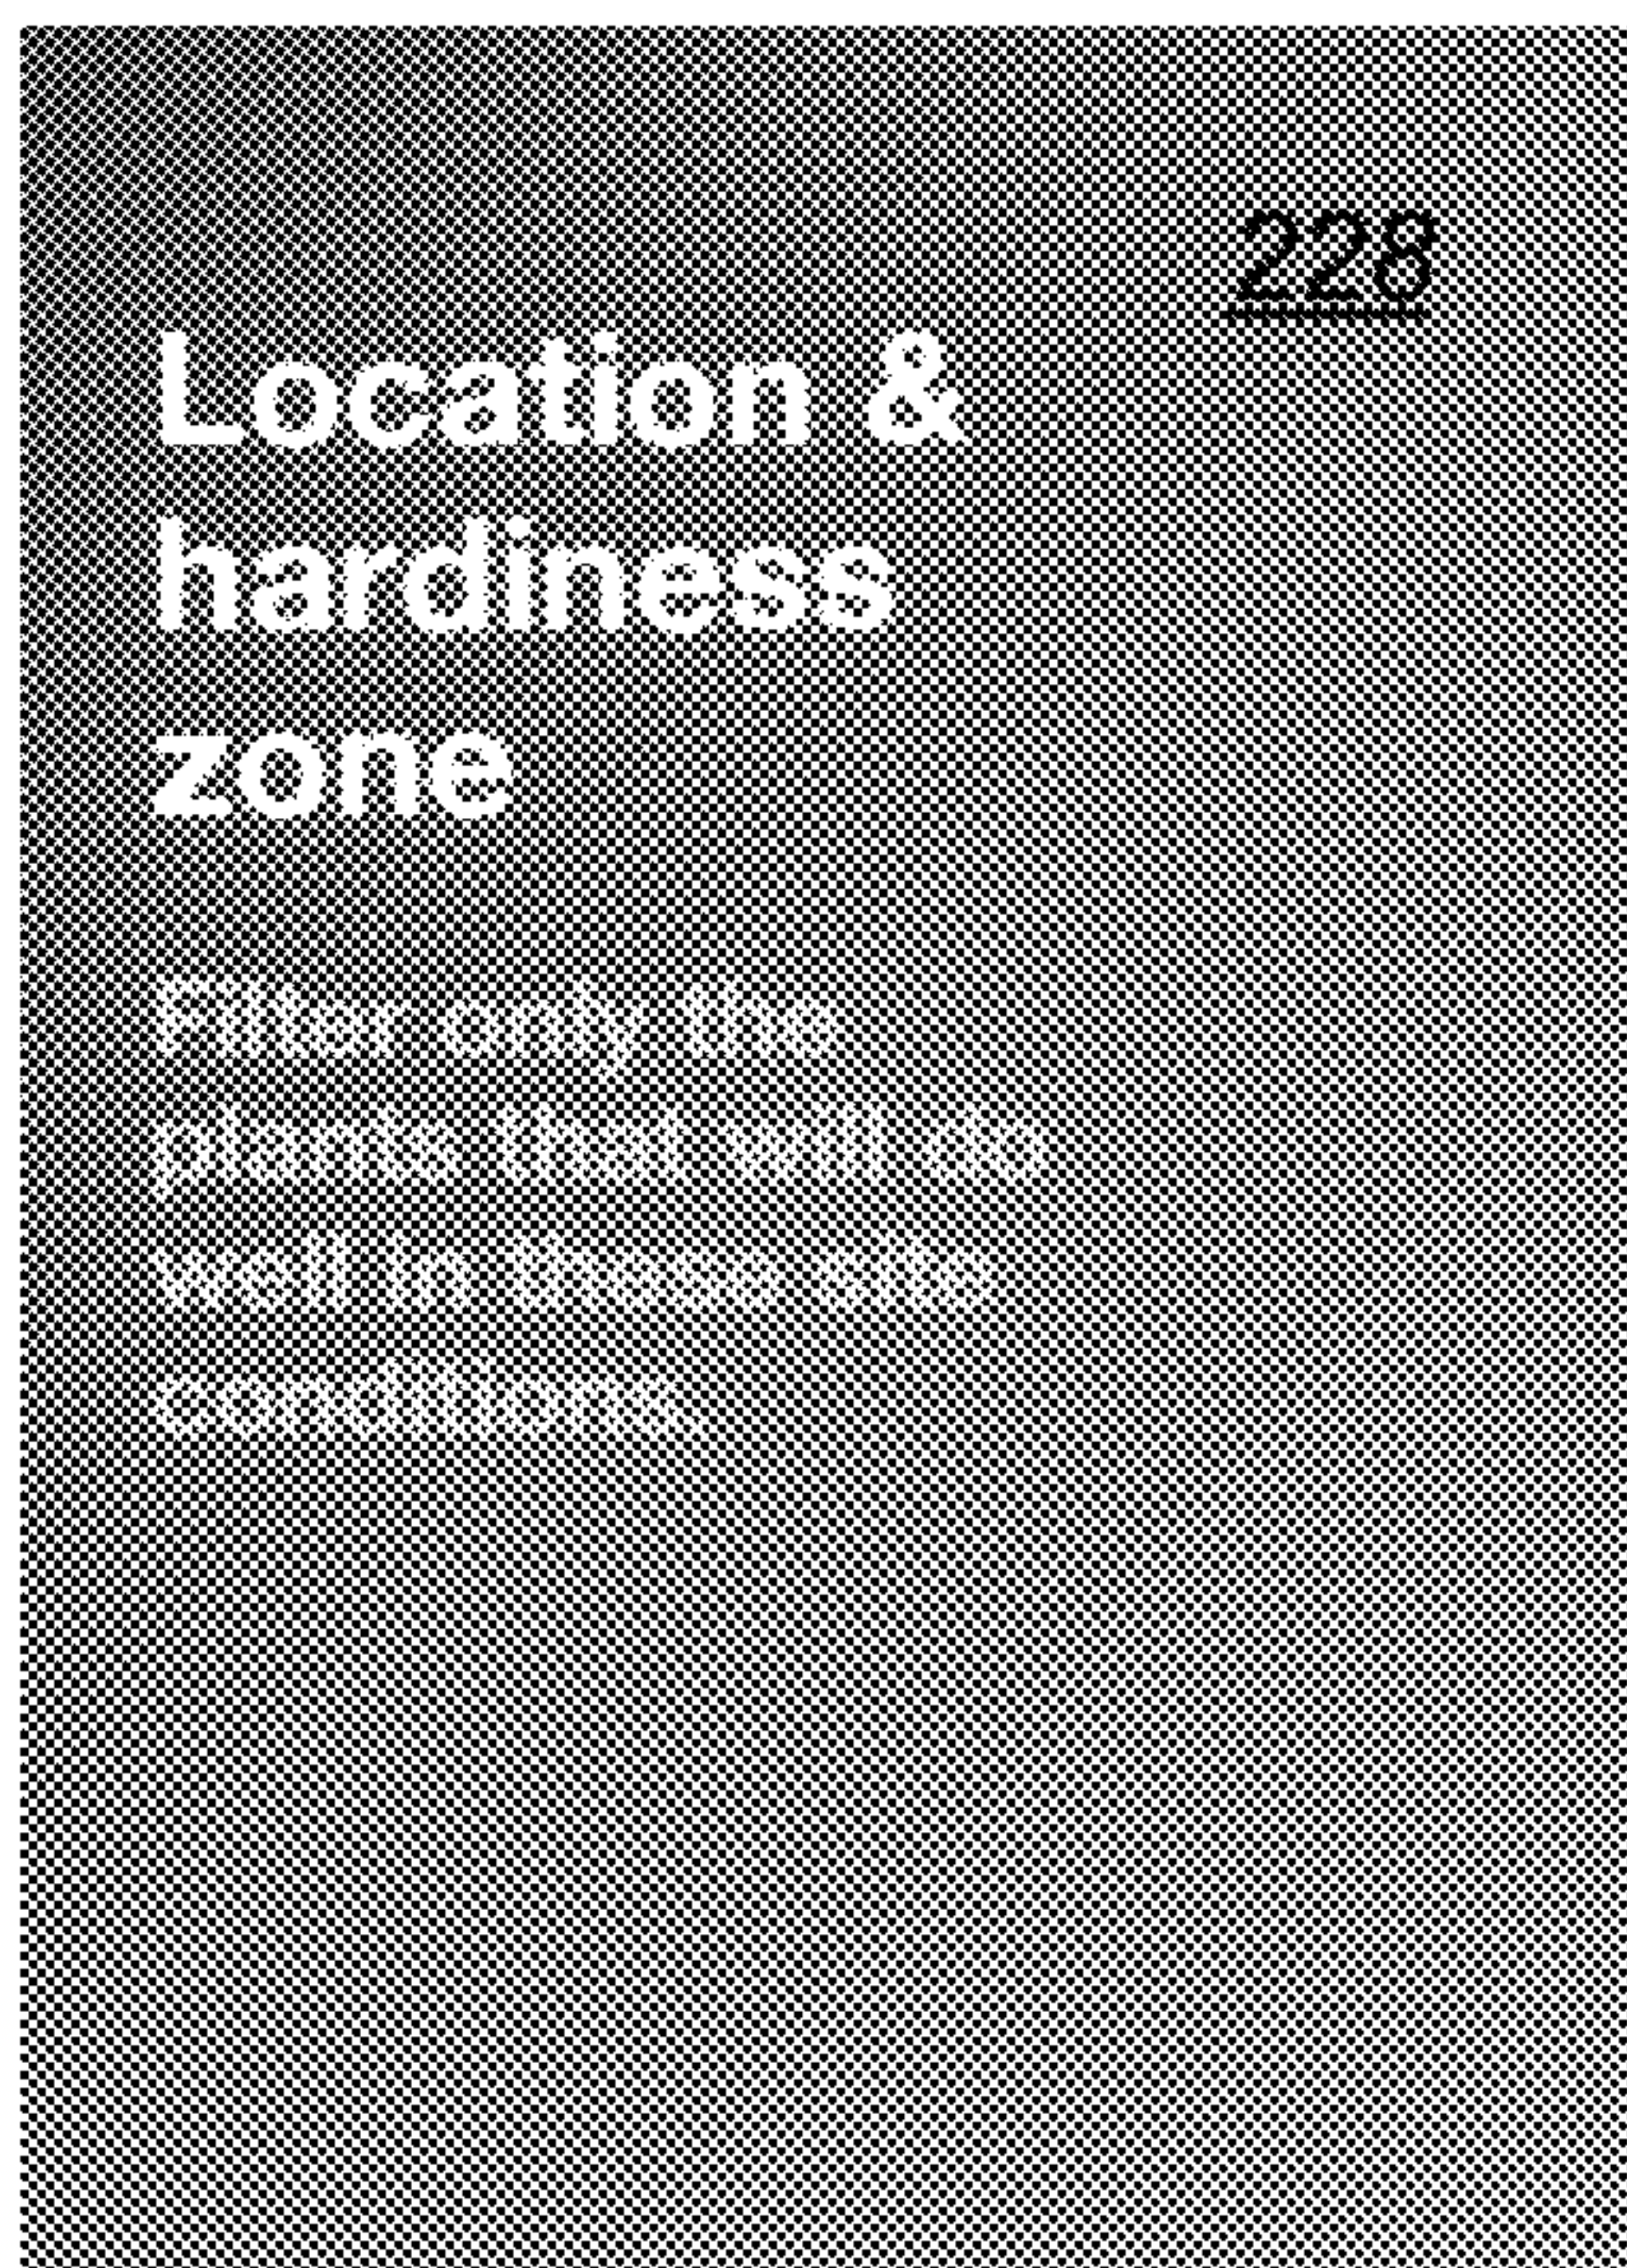 228
Location &
hardiness
zone
Filter only the
plants that will do
well in these site
conditions.